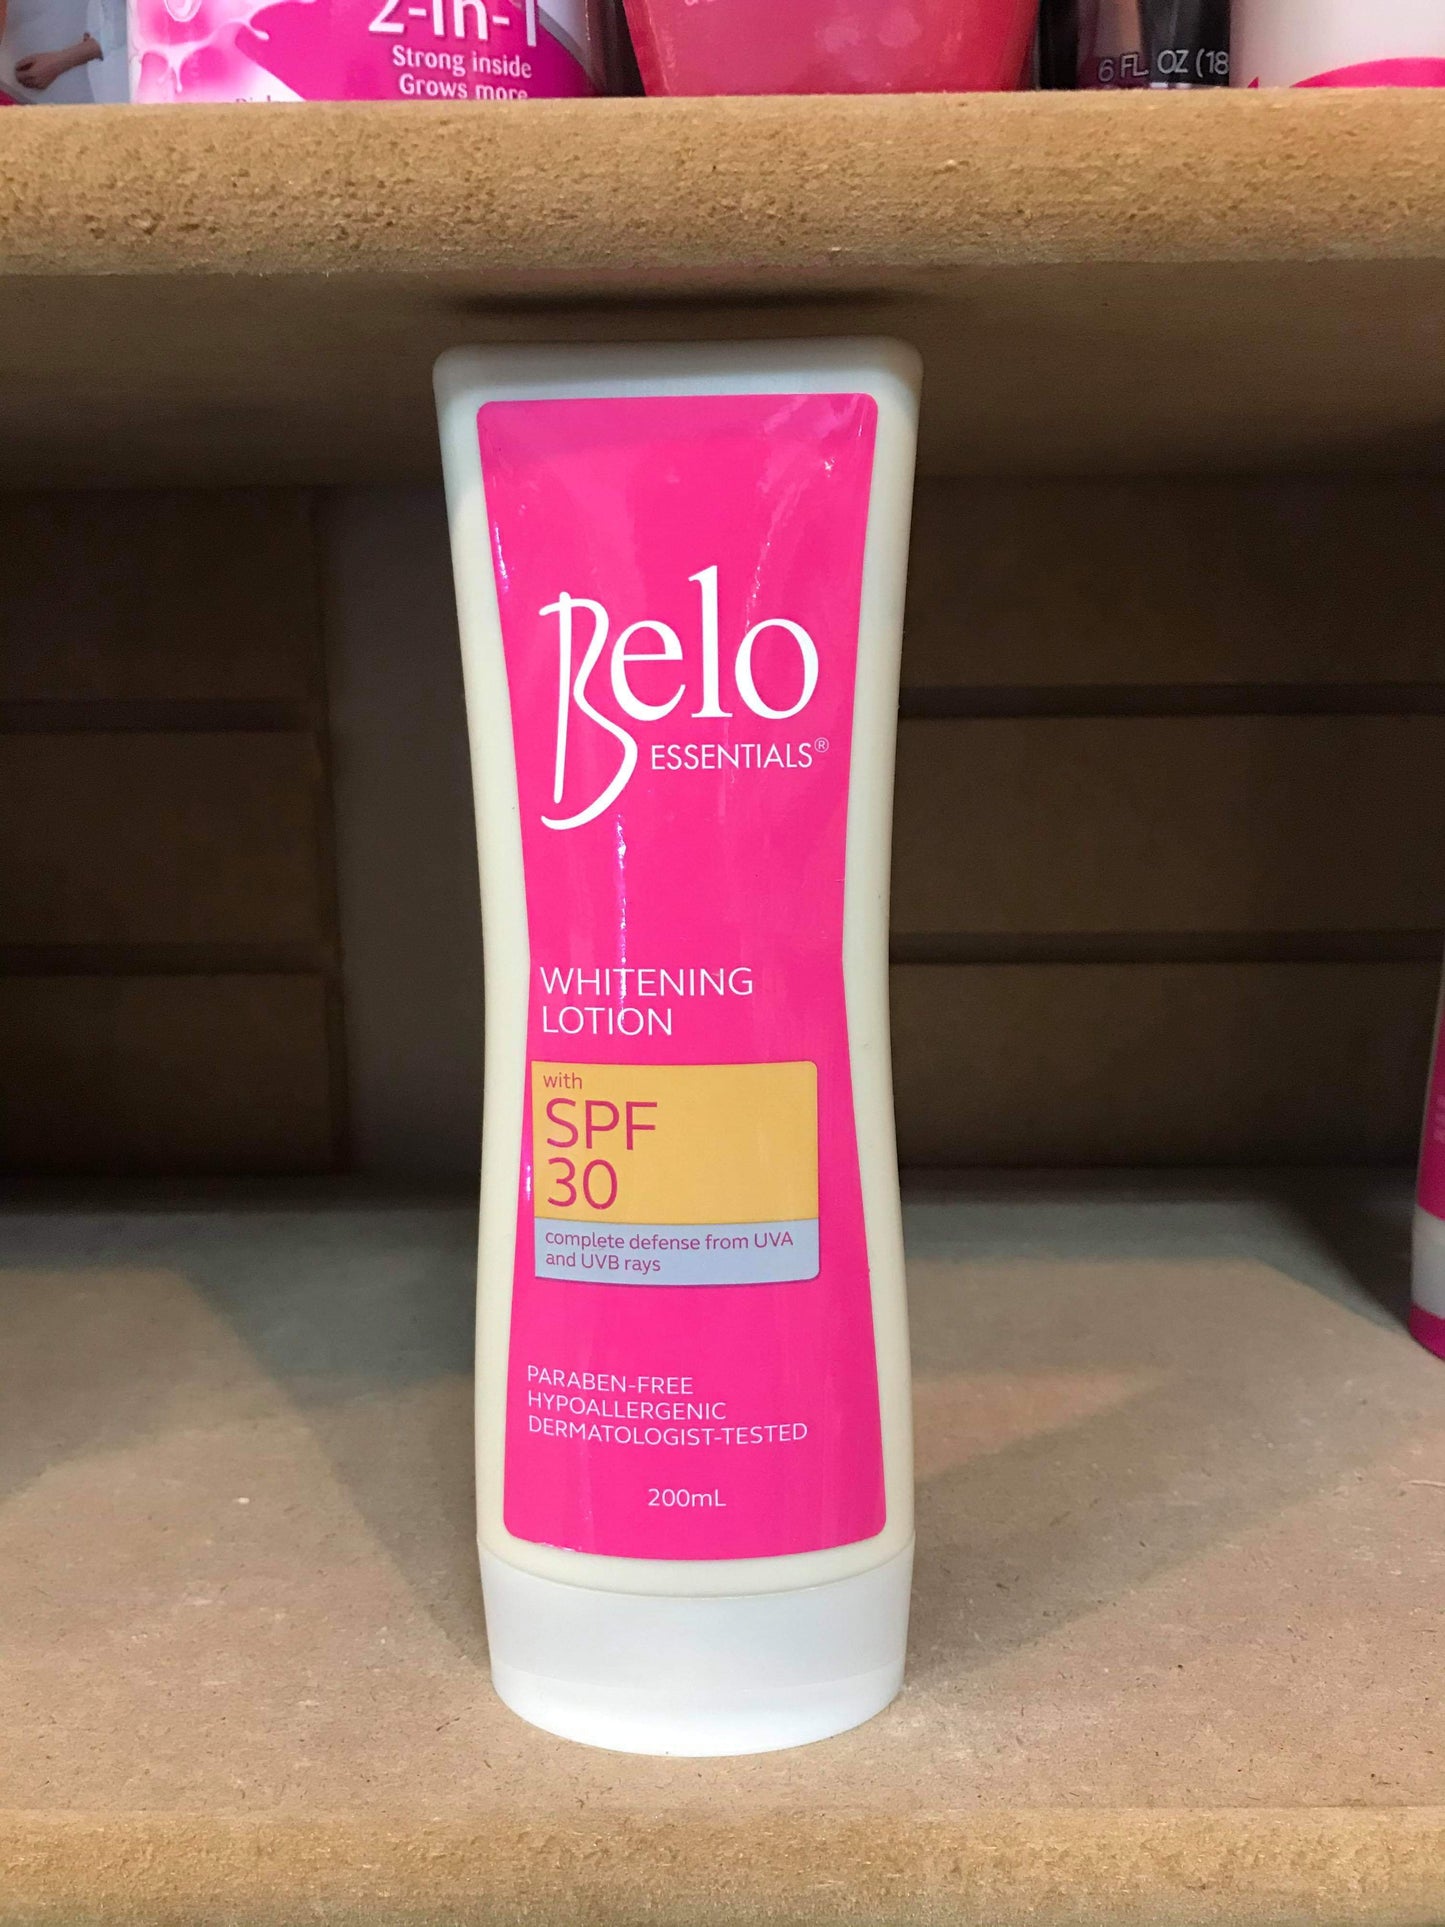 2-in-1
Strong inside
Grows more
6 FL. OZ (18
Belo
ESSENTIALS®
WHITENING
LOTION
with
SPF
30
complete defense from UVA
and UVB rays
PARABEN-FREE
HYPOALLERGENIC
DERMATOLOGIST-TESTED
200mL